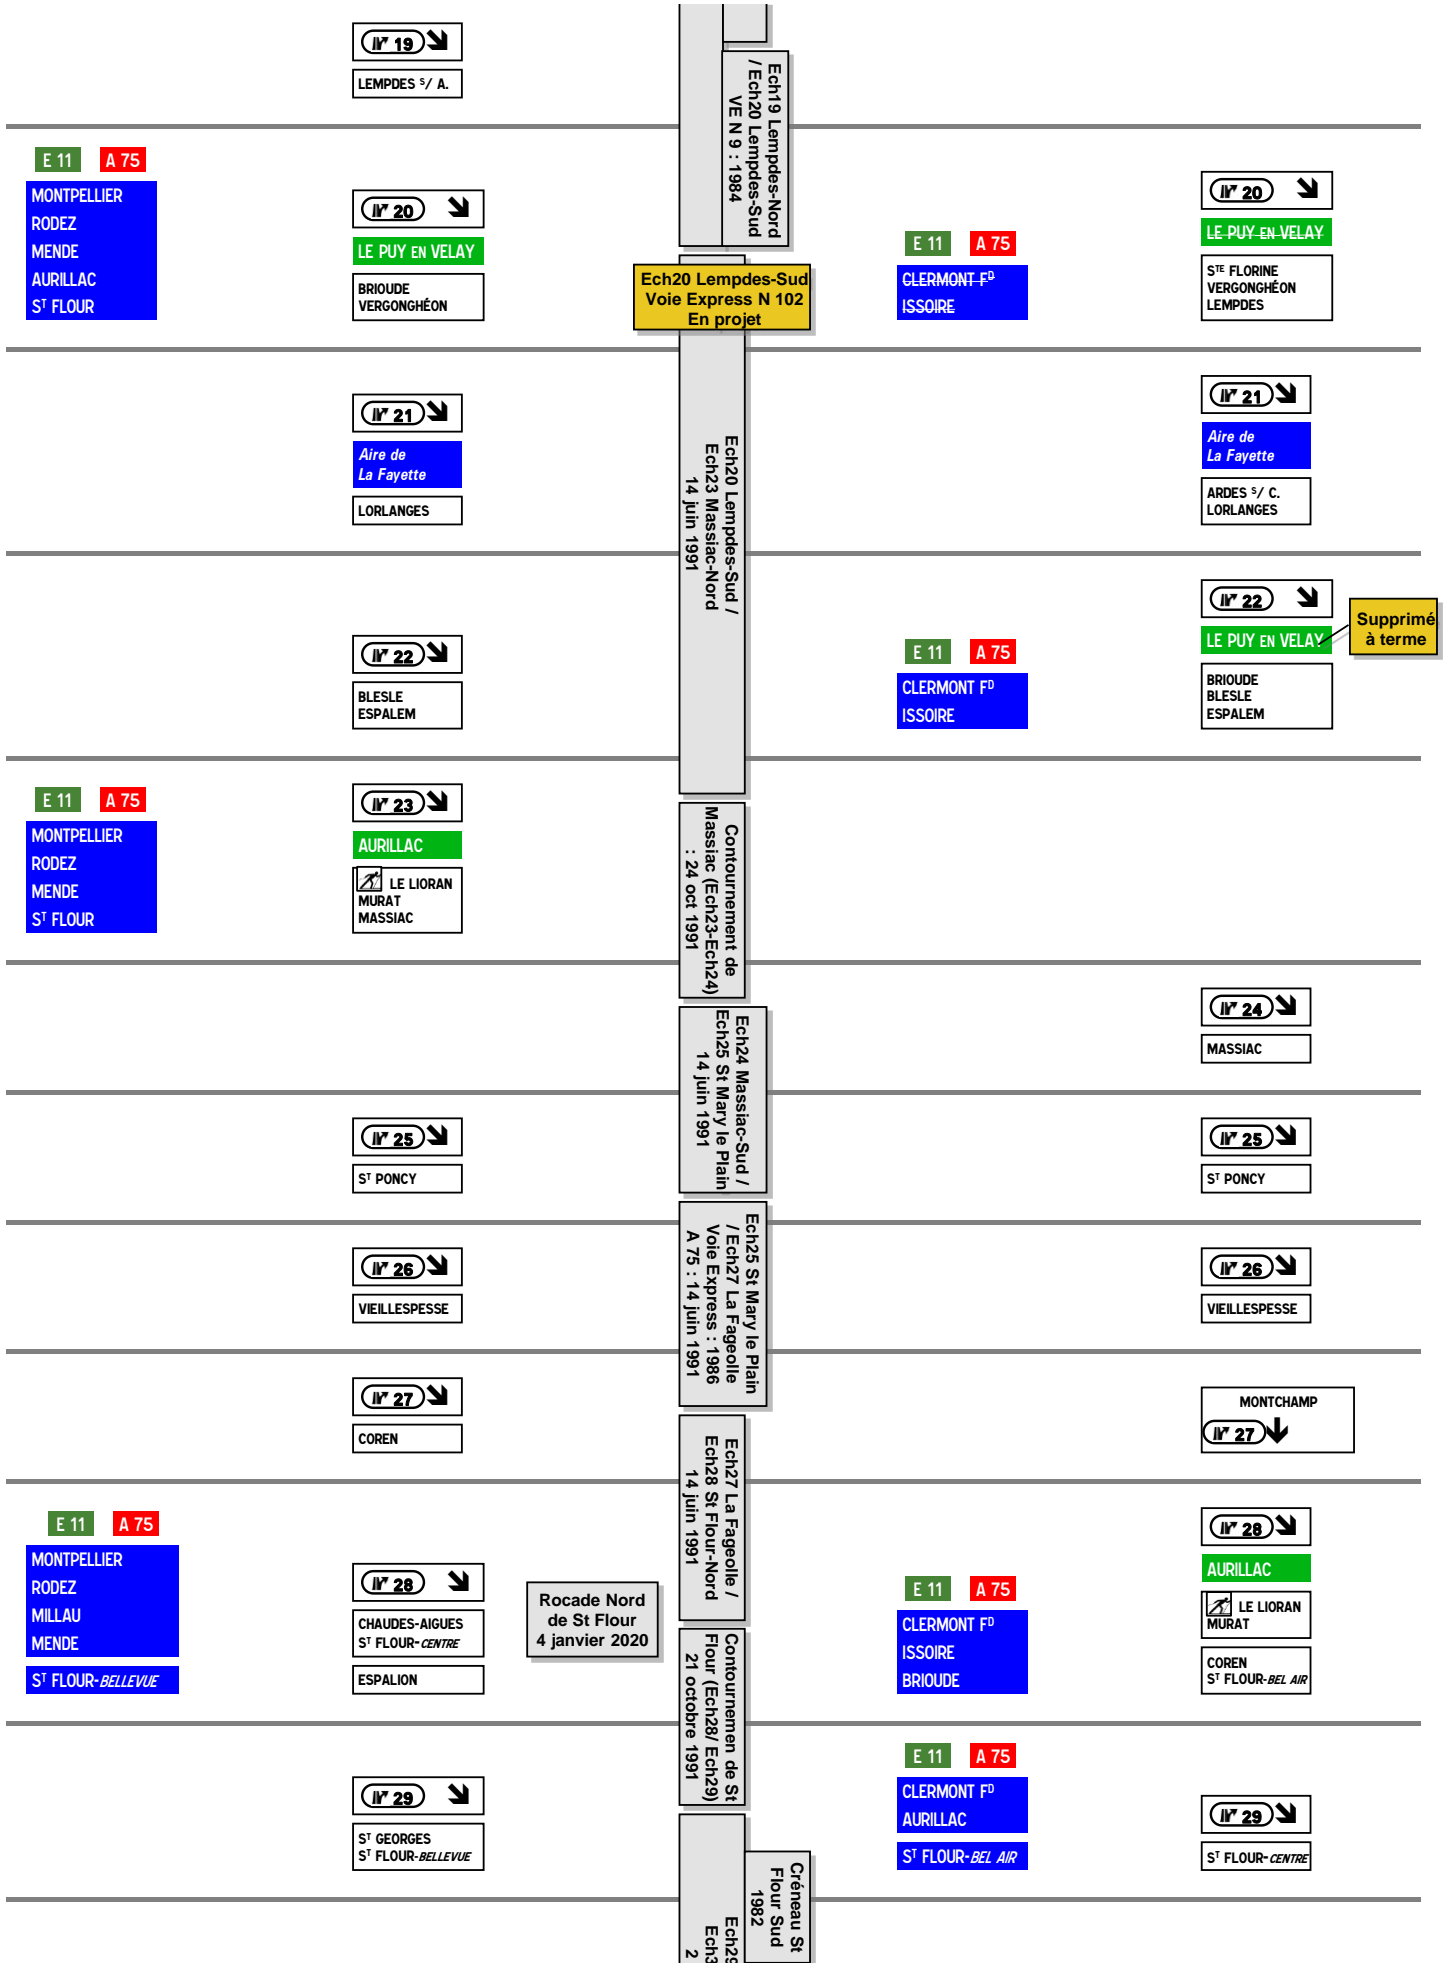 19
LEMPDES S/ A.
Ech19 Lempdes-Nord
/ Ech20 Lempdes-Sud
VE N 9 : 1984
E 11 A 75
MONTPELLIER
RODEZ
MENDE
AURILLAC
ST FLOUR
20
LE PUY EN VELAY
BRIOUDE
VERGONGHÉON
Ech20 Lempdes-Sud
Voie Express N 102
En projet
E 11 A 75
CLERMONT FD
ISSOIRE
20
LE PUY EN VELAY
STE FLORINE
VERGONGHÉON
LEMPDES
21
Aire de
La Fayette
LORLANGES
Ech20 Lempdes-Sud /
Ech23 Massiac-Nord
14 juin 1991
21
Aire de
La Fayette
ARDES S/ C.
LORLANGES
22
BLESLE
ESPALEM
E 11 A 75
CLERMONT FD
ISSOIRE
22
LE PUY EN VELAY
BRIOUDE
BLESLE
ESPALEM
Supprimé
à terme
E 11 A 75
MONTPELLIER
RODEZ
MENDE
ST FLOUR
23
AURILLAC
LE LIORAN
MURAT
MASSIAC
Contournement de
Massiac (Ech23-Ech24)
: 24 oct 1991
24
MASSIAC
Ech24 Massiac-Sud /
Ech25 St Mary le Plain
14 juin 1991
25
ST PONCY
25
ST PONCY
Ech25 St Mary le Plain
/ Ech27 La Fageolle
Voie Express : 1986
A 75 : 14 juin 1991
26
VIEILLESPESSE
26
VIEILLESPESSE
27
COREN
MONTCHAMP
27
Ech27 La Fageolle /
Ech28 St Flour-Nord
14 juin 1991
E 11 A 75
MONTPELLIER
RODEZ
MILLAU
MENDE
ST FLOUR-BELLEVUE
28
CHAUDES-AIGUES
ST FLOUR-CENTRE
ESPALION
Rocade Nord
de St Flour
4 janvier 2020
E 11 A 75
CLERMONT FD
ISSOIRE
BRIOUDE
28
AURILLAC
LE LIORAN
MURAT
COREN
ST FLOUR-BEL AIR
Contournemen de St
Flour (Ech28/ Ech29)
21 octobre 1991
29
ST GEORGES
ST FLOUR-BELLEVUE
E 11 A 75
CLERMONT FD
AURILLAC
ST FLOUR-BEL AIR
29
ST FLOUR-CENTRE
Créneau St
Flour Sud
1982
Ech29
Ech3
2